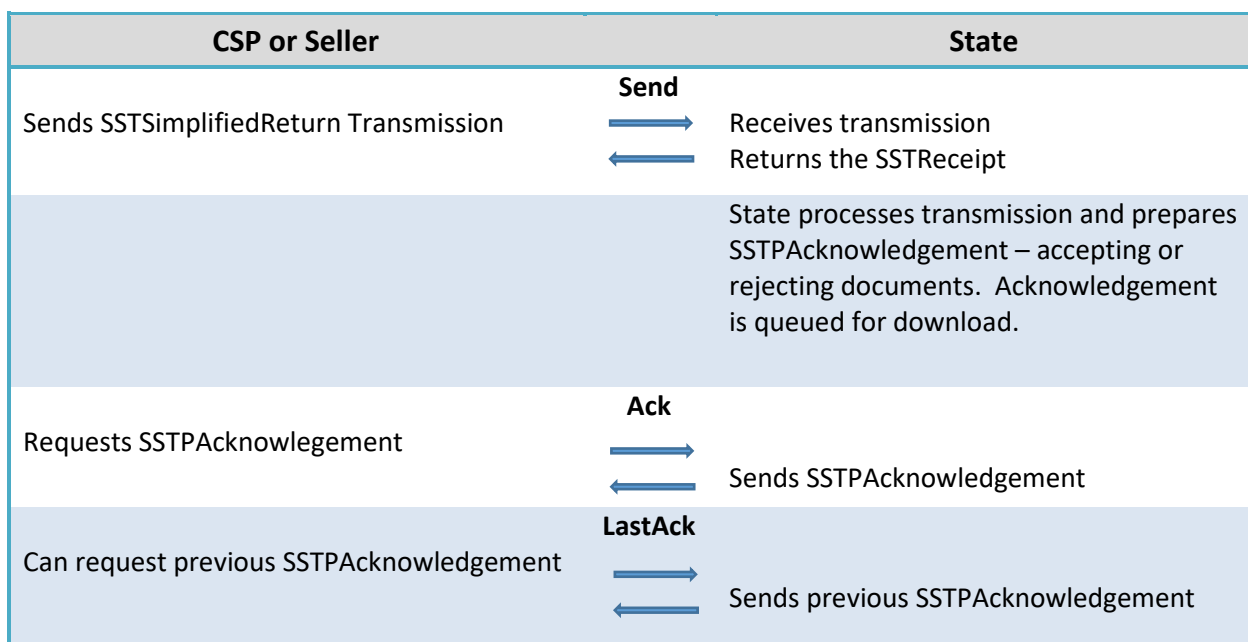 CSP or Seller State
Send
Sends SSTSimplifiedReturn Transmission
Receives transmission
Returns the SSTReceipt
State processes transmission and prepares
SSTPAcknowledgement – accepting or
rejecting documents.  Acknowledgement
is queued for download.
Ack
Requests SSTPAcknowlegement
Sends SSTPAcknowledgement
LastAck
Can request previous SSTPAcknowledgement
Sends previous SSTPAcknowledgement